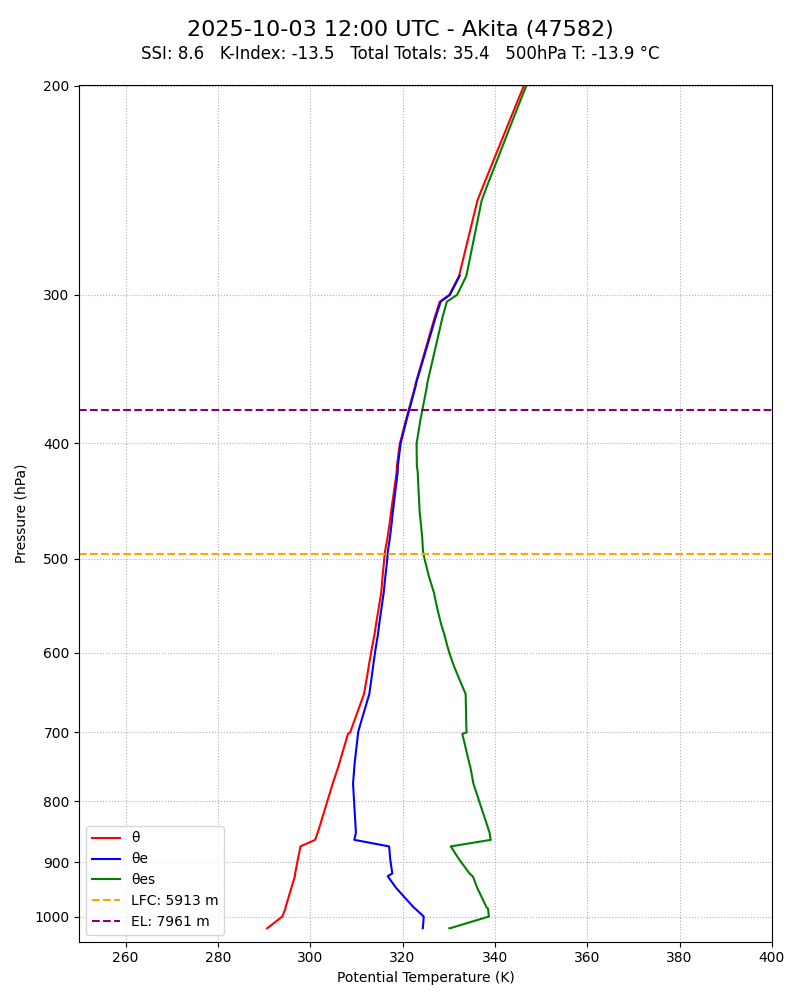 2025-10-03 12:00 UTC - Akita (47582)
SSI: 8.6   K-Index: -13.5   Total Totals: 35.4   500hPa T: -13.9 °C
200
300
400
500
600
700
800
900
1000
Pressure (hPa)
θ
θe
θes
LFC: 5913 m
EL: 7961 m
260 280 300 320 340 360 380 400
Potential Temperature (K)